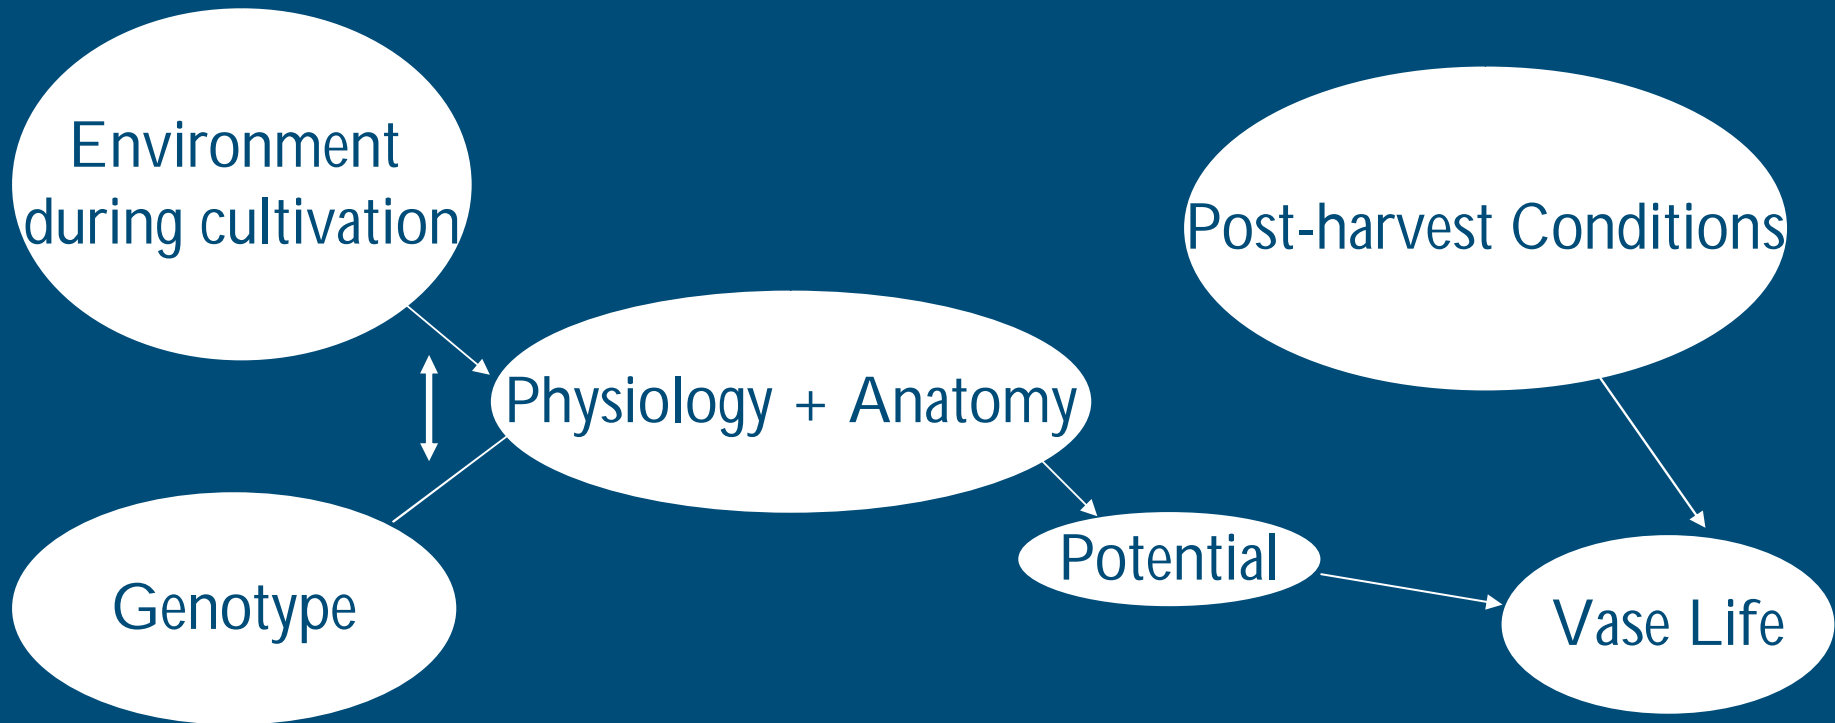 Environment
during cultivation
Post-harvest Conditions
Physiology + Anatomy
Potential
Genotype
Vase Life